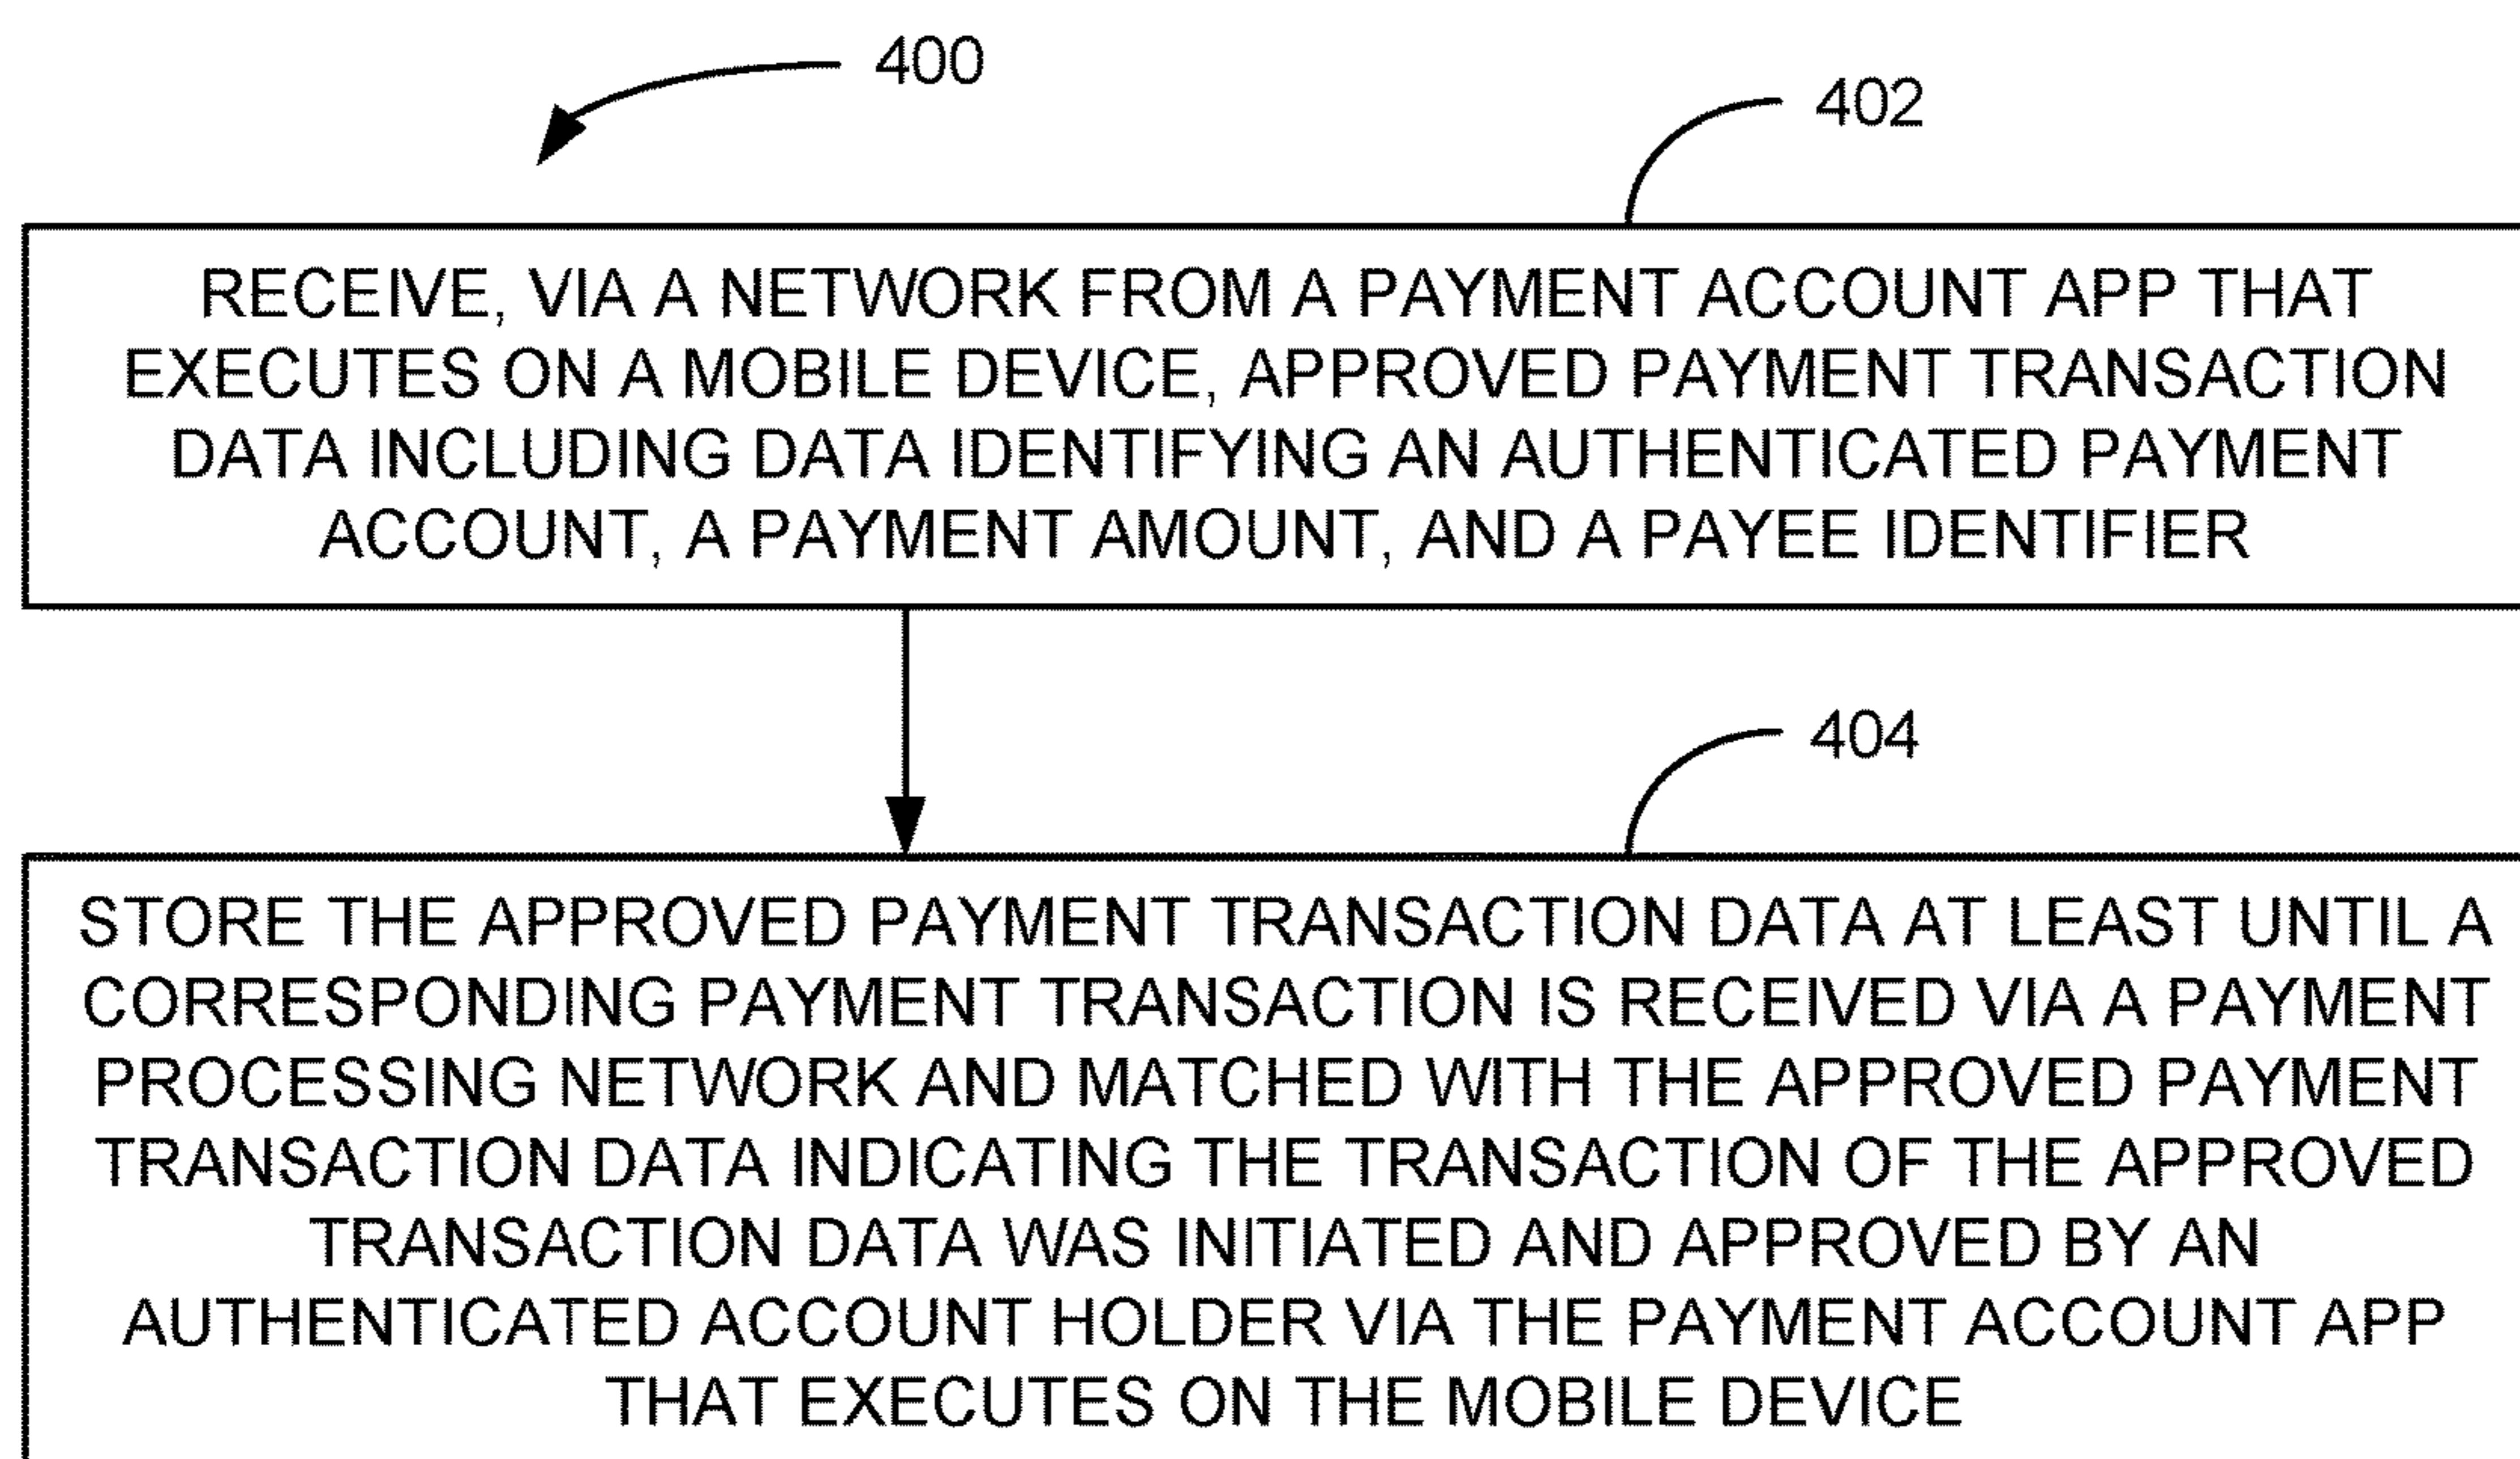 400
402
RECEIVE, VIA A NETWORK FROM A PAYMENT ACCOUNT APP THAT
EXECUTES ON A MOBILE DEVICE, APPROVED PAYMENT TRANSACTION
DATA INCLUDING DATA IDENTIFYING AN AUTHENTICATED PAYMENT
ACCOUNT, A PAYMENT AMOUNT, AND A PAYEE IDENTIFIER
404
STORE THE APPROVED PAYMENT TRANSACTION DATA AT LEAST UNTIL A
CORRESPONDING PAYMENT TRANSACTION IS RECEIVED VIA A PAYMENT
PROCESSING NETWORK AND MATCHED WITH THE APPROVED PAYMENT
TRANSACTION DATA INDICATING THE TRANSACTION OF THE APPROVED
TRANSACTION DATA WAS INITIATED AND APPROVED BY AN
AUTHENTICATED ACCOUNT HOLDER VIA THE PAYMENT ACCOUNT APP
THAT EXECUTES ON THE MOBILE DEVICE